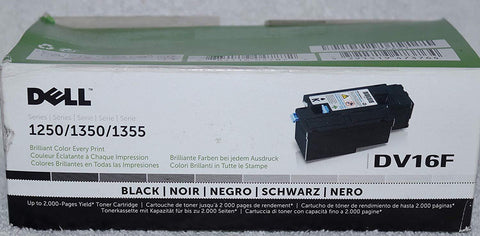 DELL
Series | Serie | Serie | Serie | Serie
1250/1350/1355
Brilliant Color Every Print
Couleur Éclatante à Chaque Impression
Colores Brillantes en Todas las Impresiones
Brilliante Farben bei jedem Ausdruck
Colori Brillanti in Tutte le Stampe
DV16F
BLACK | NOIR | NEGRO | SCHWARZ | NERO
Up to 2,000-Pages Yield* Toner Cartridge
Cartouche de toner jusqu'à 2 000 pages de rendement*
Cartucho de tóner de rendimiento de hasta 2.000 páginas*
Tonerkassette mit Kapazität für bis zu 2.000 Seiten*
Cartuccia di toner con capacità fino a 2.000 pagine*